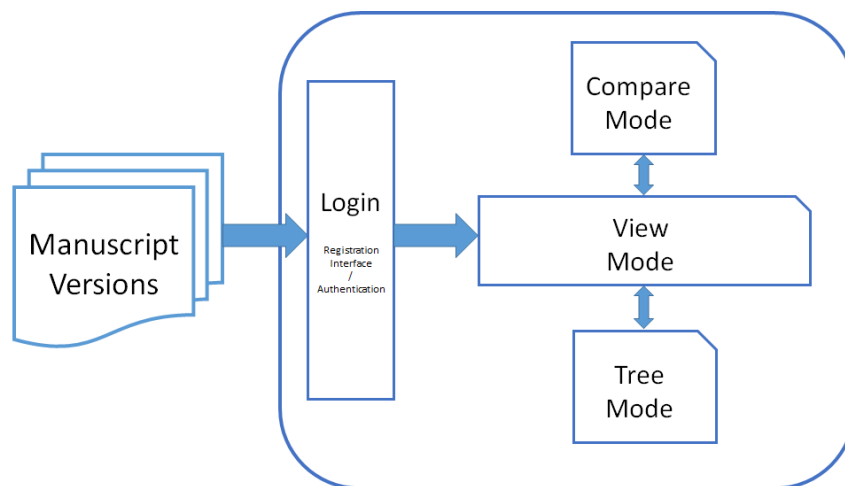 Manuscript
Versions
Login
Registration
Interface
/
Authentication
Compare
Mode
View
Mode
Tree
Mode